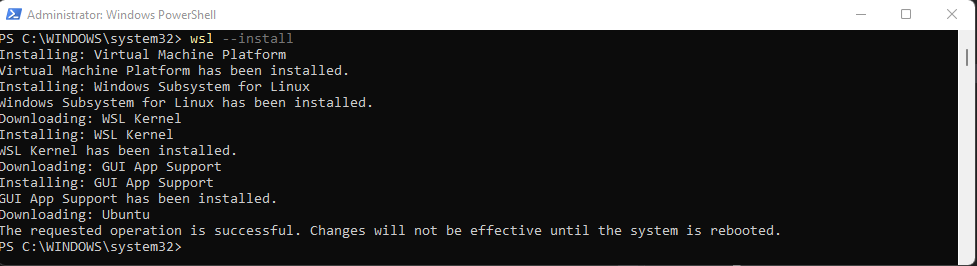 Administrator: Windows PowerShell
PS C:\WINDOWS\system32> wsl --install
Installing: Virtual Machine Platform
Virtual Machine Platform has been installed.
Installing: Windows Subsystem for Linux
Windows Subsystem for Linux has been installed.
Downloading: WSL Kernel
Installing: WSL Kernel
WSL Kernel has been installed.
Downloading: GUI App Support
Installing: GUI App Support
GUI App Support has been installed.
Downloading: Ubuntu
The requested operation is successful. Changes will not be effective until the system is rebooted.
PS C:\WINDOWS\system32>